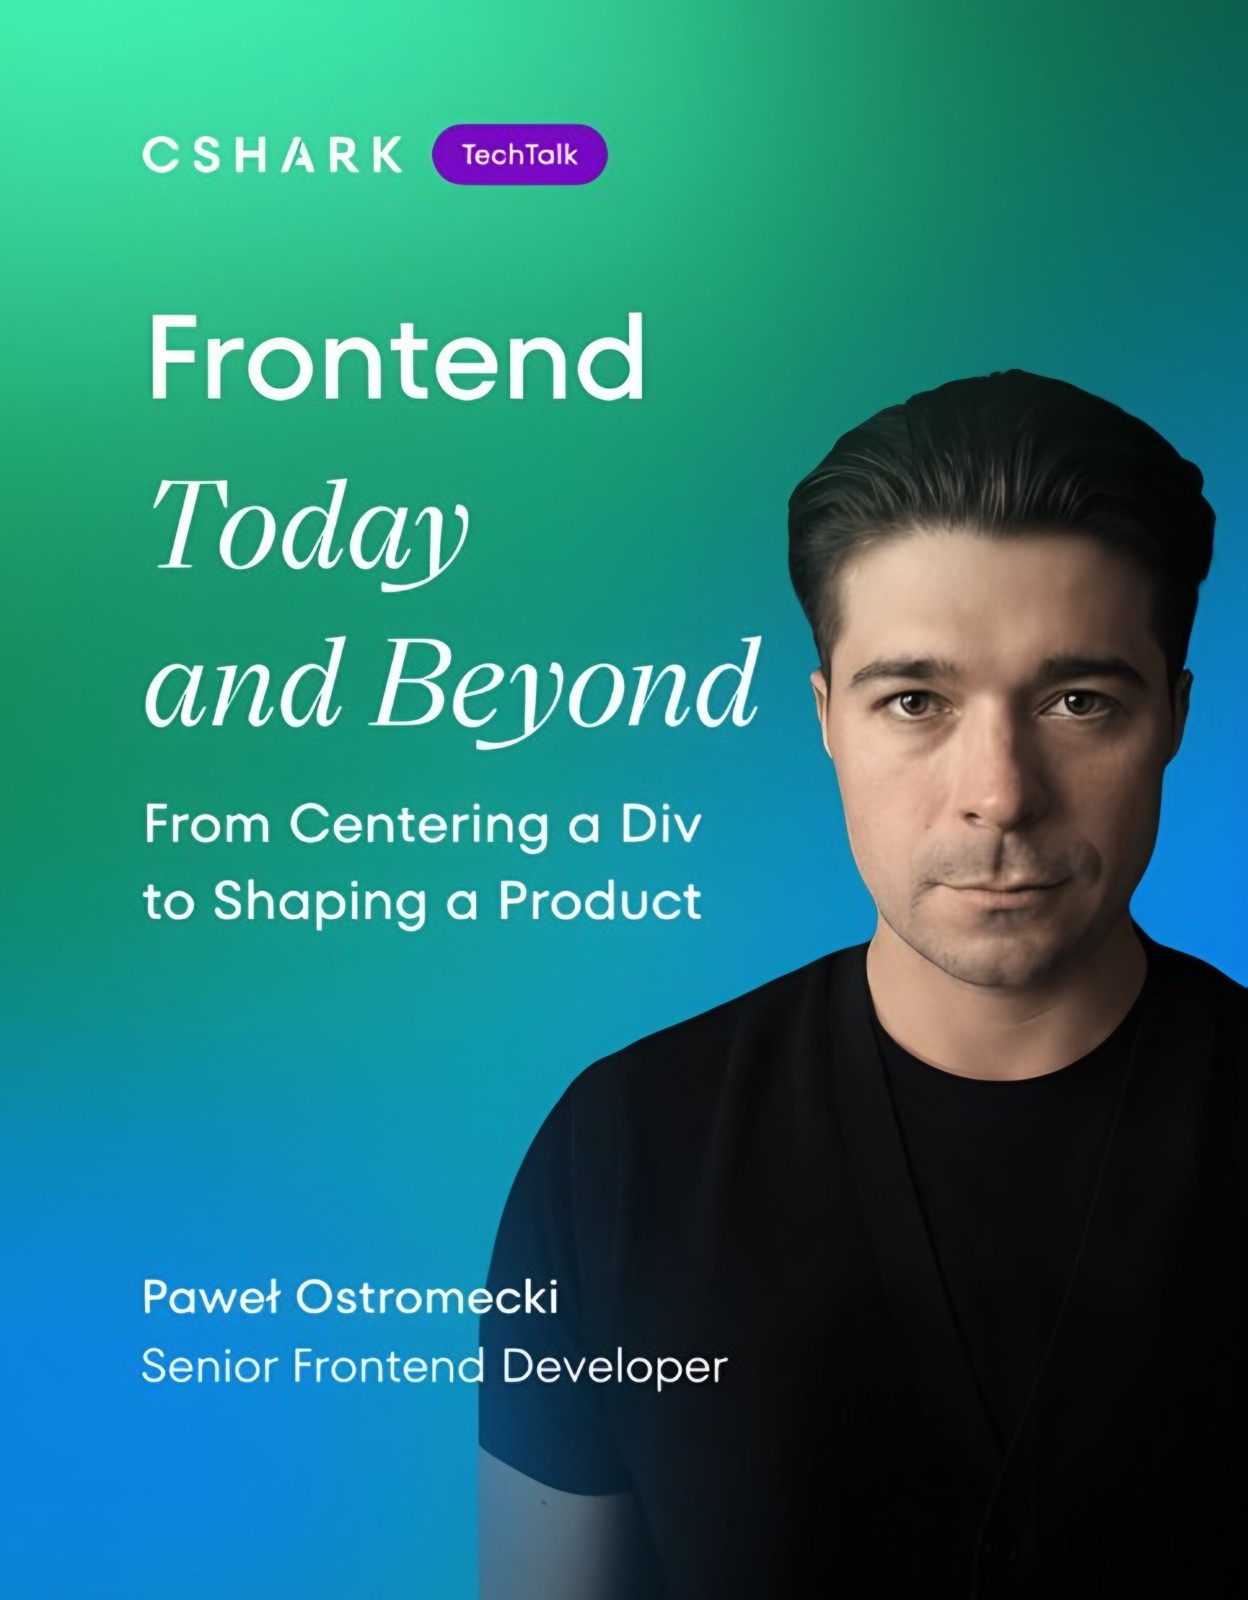 CSHARK TechTalk
Frontend
Today
and Beyond
From Centering a Div
to Shaping a Product
Paweł Ostromecki
Senior Frontend Developer